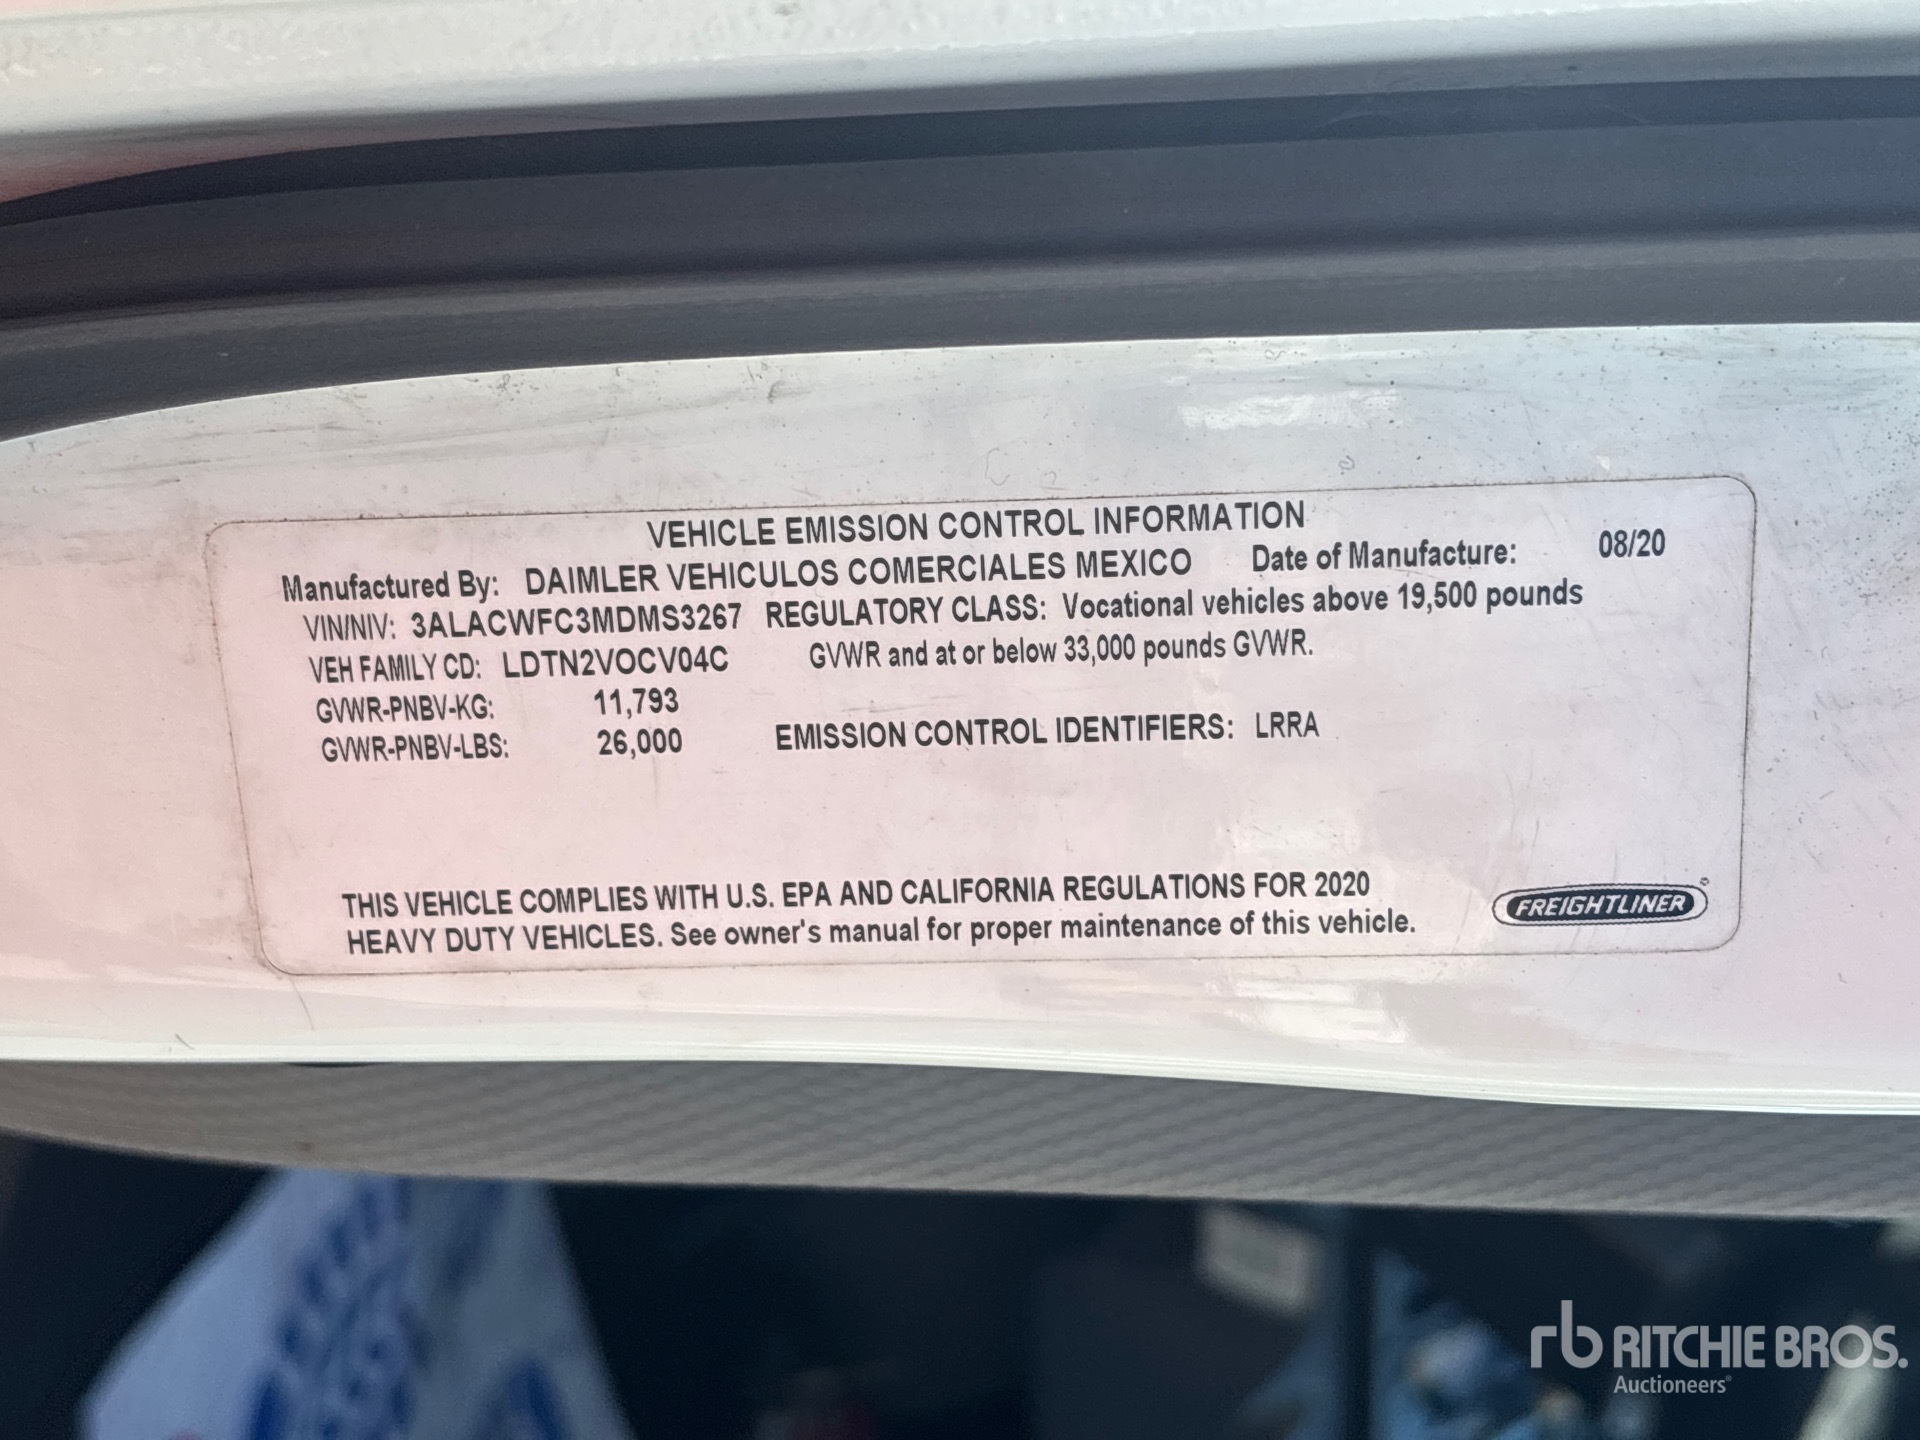 VEHICLE EMISSION CONTROL INFORMATION
Manufactured By: DAIMLER VEHICULOS COMERCIALES MEXICO Date of Manufacture: 08/20
VIN/NIV: 3ALACWFC3MDMS3267 REGULATORY CLASS: Vocational vehicles above 19,500 pounds
VEH FAMILY CD: LDTN2VOCV04C GVWR and at or below 33,000 pounds GVWR.
GVWR-PNBV-KG: 11,793
GVWR-PNBV-LBS: 26,000 EMISSION CONTROL IDENTIFIERS: LRRA
THIS VEHICLE COMPLIES WITH U.S. EPA AND CALIFORNIA REGULATIONS FOR 2020
HEAVY DUTY VEHICLES. See owner's manual for proper maintenance of this vehicle.
FREIGHTLINER
rb RITCHIE BROS.
Auctioneers